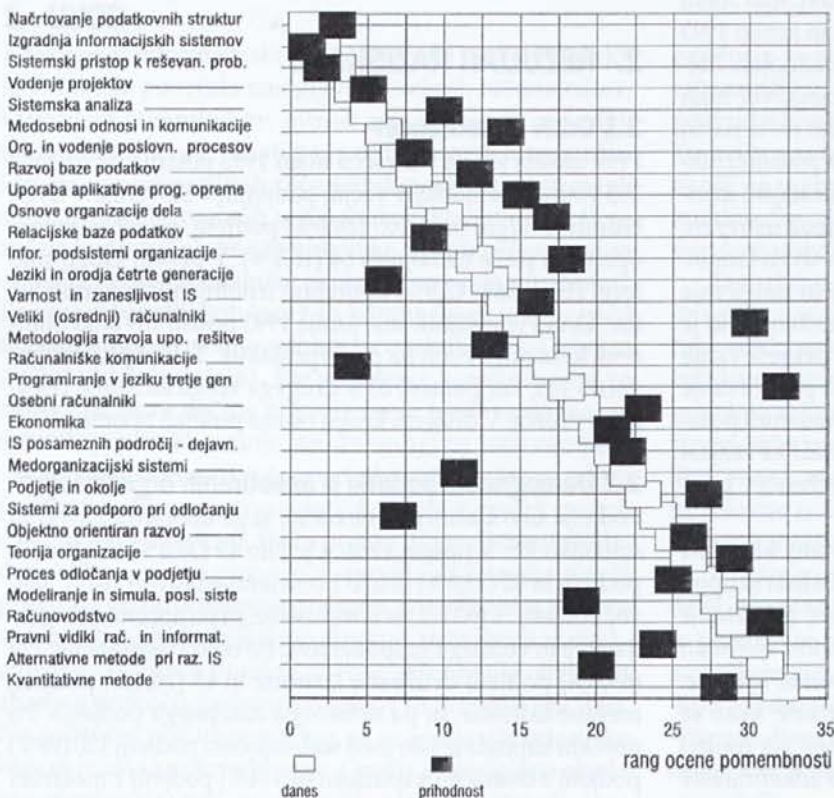 Načrtovanje podatkovnih struktur
Izgradnja informacijskih sistemov
Sistemski pristop k reševan. prob.
Vodenje projektov
Sistemska analiza
Medosebni odnosi in komunikacije
Org. in vodenje poslovn. procesov
Razvoj baze podatkov
Uporaba aplikativne prog. opreme
Osnove organizacije dela
Relacijske baze podatkov
Infor. podsistemi organizacije
Jeziki in orodja četrte generacije
Varnost in zanesljivost IS
Veliki (osrednji) računalniki
Metodologija razvoja upo. rešitve
Računalniške komunikacije
Programiranje v jeziku tretje gen
Osebni računalniki
Ekonomika
IS posameznih področij - dejavn.
Medorganizacijski sistemi
Podjetje in okolje
Sistemi za podporo pri odločanju
Objektno orientiran razvoj
Teorija organizacije
Proces odločanja v podjetju
Modeliranje in simula. posl. siste
Računovodstvo
Pravni vidiki rač. in informat.
Alternativne metode pri raz. IS
Kvantitativne metode
0 5 10 15 20 25 30 35
rang ocene pomembnosti
danes prihodnost